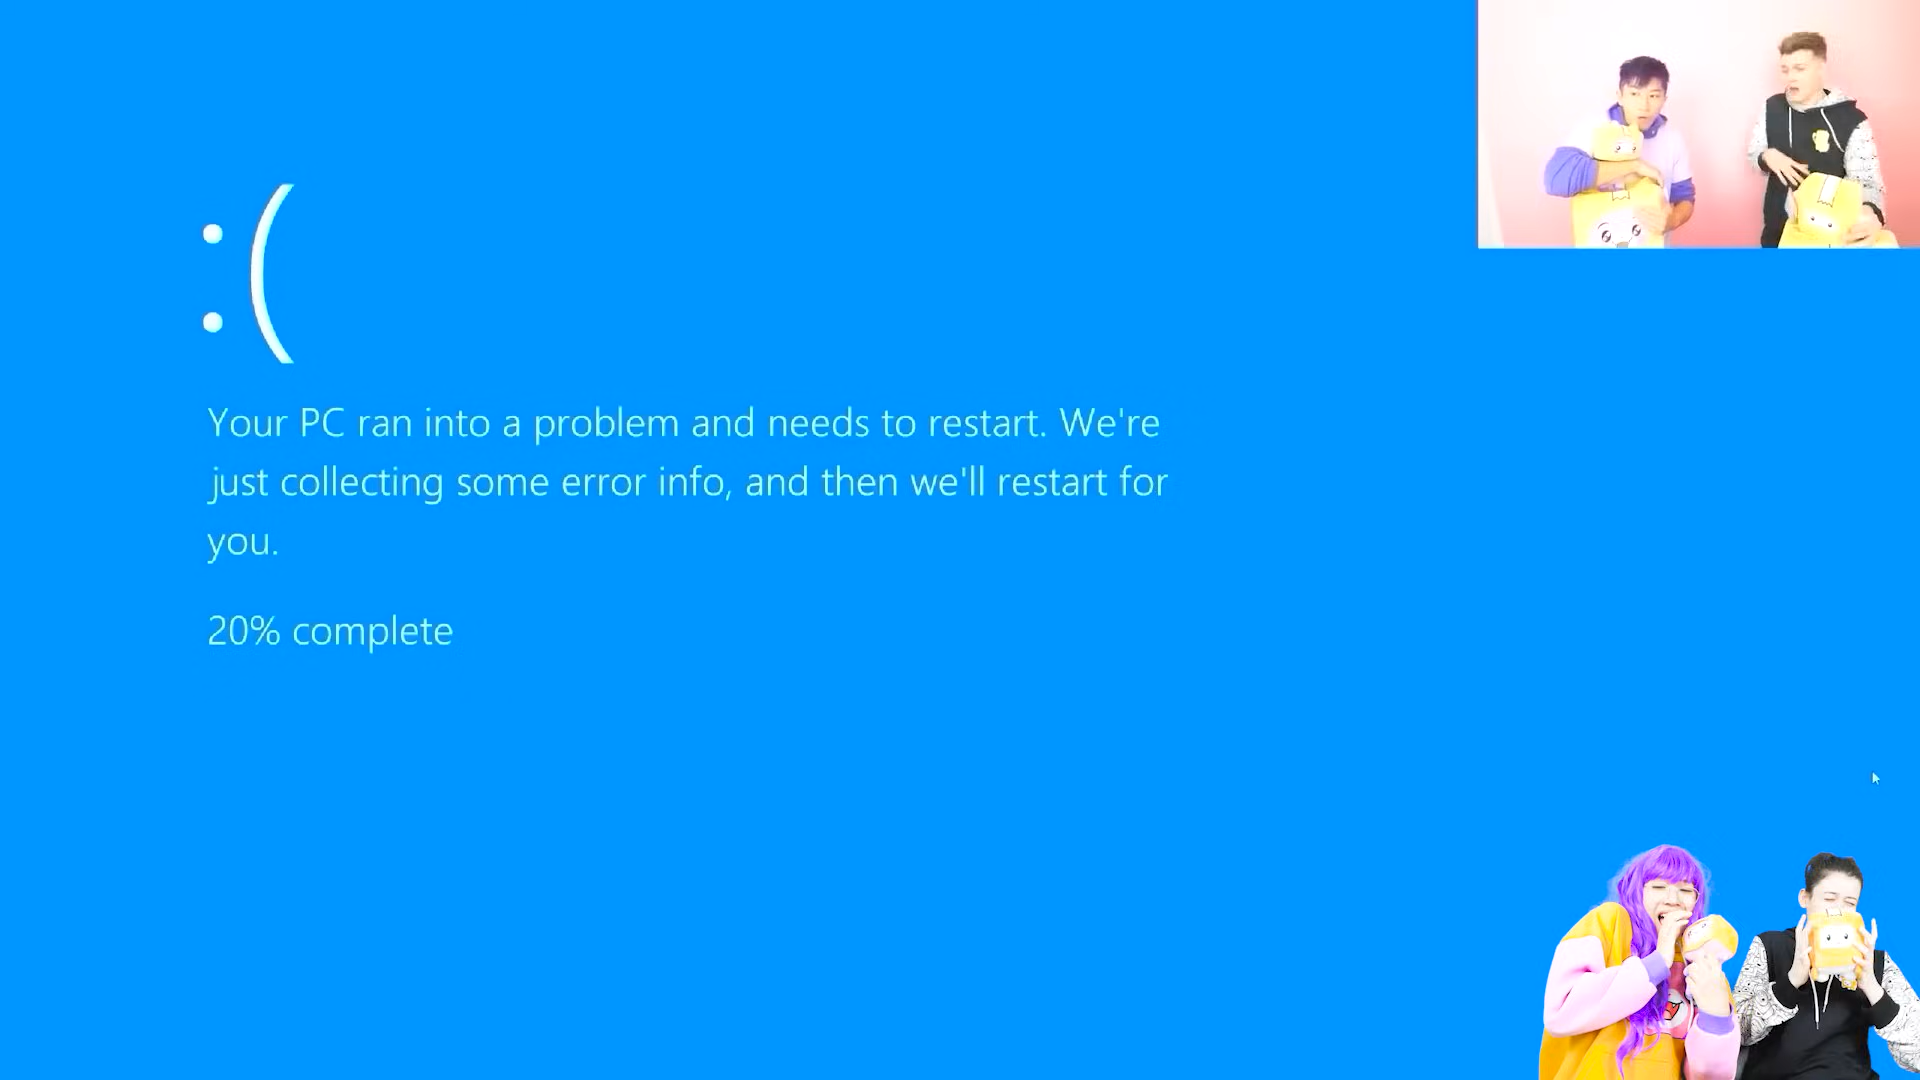 :(
Your PC ran into a problem and needs to restart. We're
just collecting some error info, and then we'll restart for
you.
20% complete